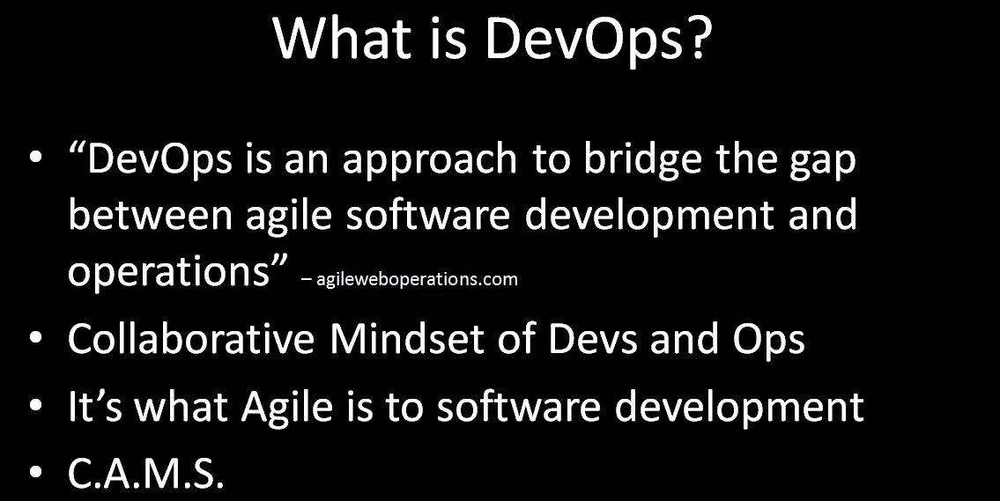 What is DevOps?
• “DevOps is an approach to bridge the gap
between agile software development and
operations” – agileweboperations.com
• Collaborative Mindset of Devs and Ops
• It’s what Agile is to software development
• C.A.M.S.